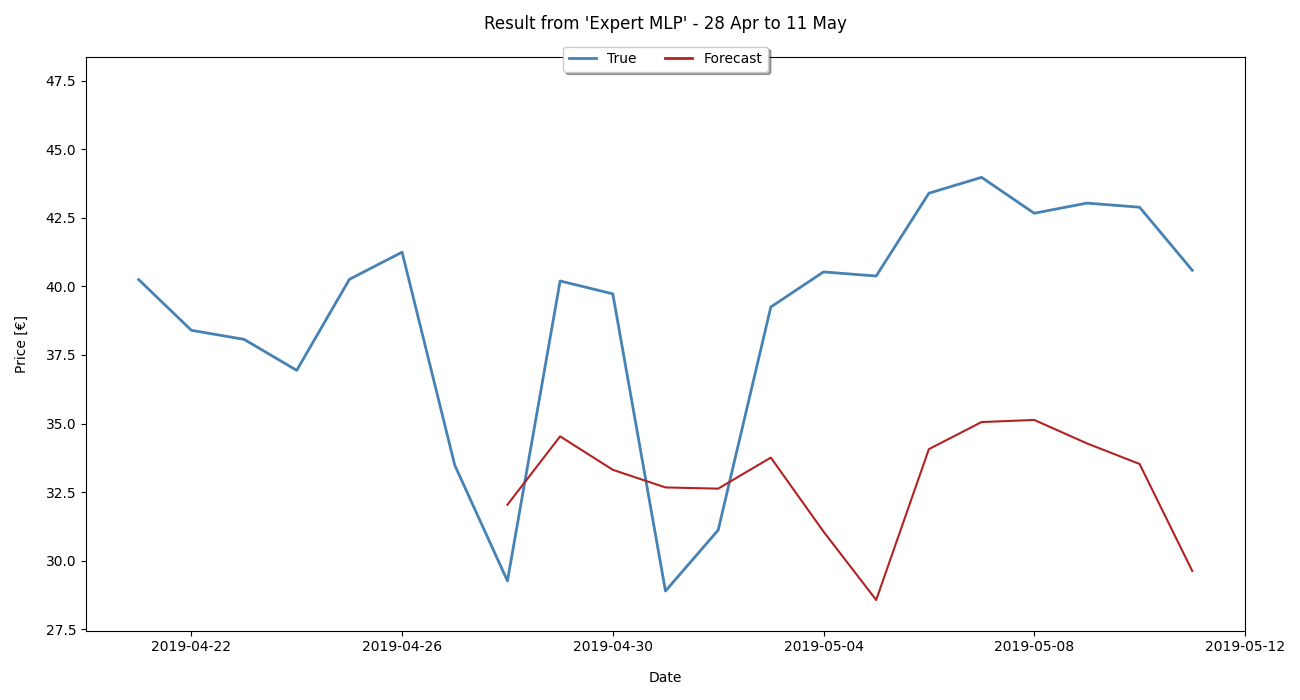 Result from 'Expert MLP' - 28 Apr to 11 May
True Forecast
47.5
45.0
42.5
40.0
37.5
35.0
32.5
30.0
27.5
Price [€]
2019-04-22 2019-04-26 2019-04-30 2019-05-04 2019-05-08 2019-05-12
Date